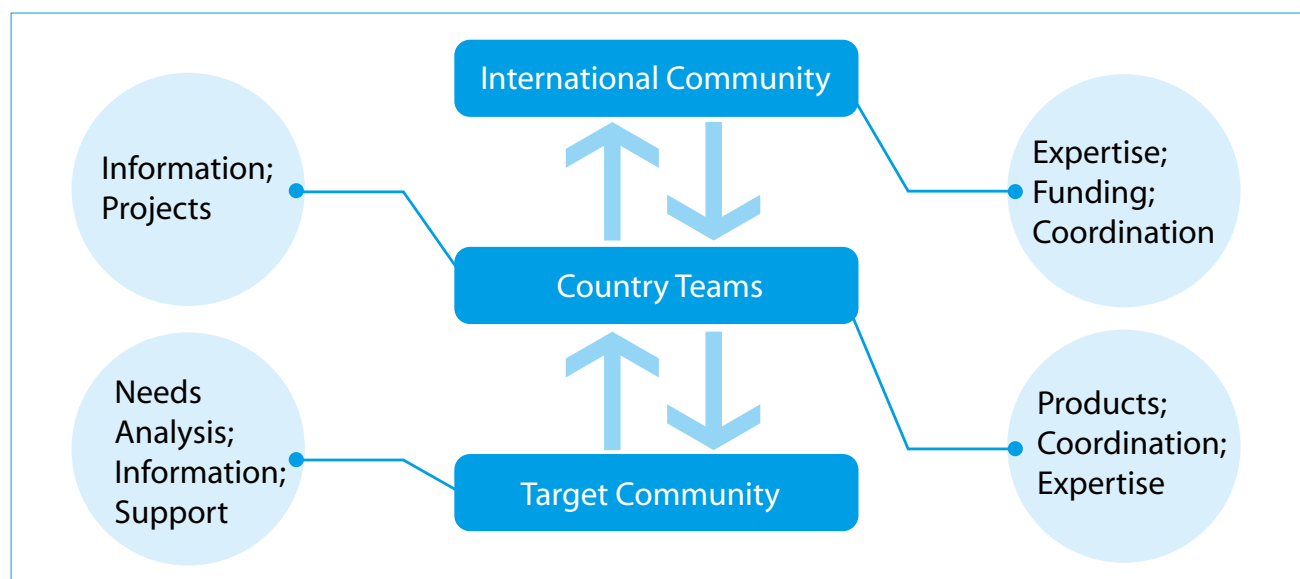 International Community
Information;
Projects
Expertise;
Funding;
Coordination
Country Teams
Needs
Analysis;
Information;
Support
Products;
Coordination;
Expertise
Target Community